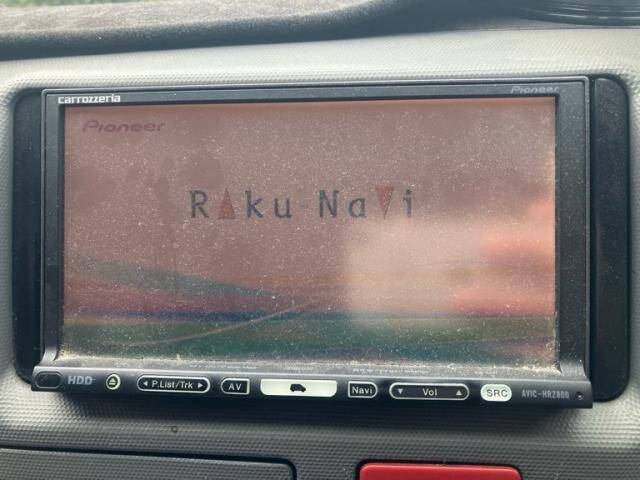 carrozzeria Pioneer
Pioneer
Raku-Navi
HDD P.List/Trk AV Navi Vol SRC AVIC-HRZ800